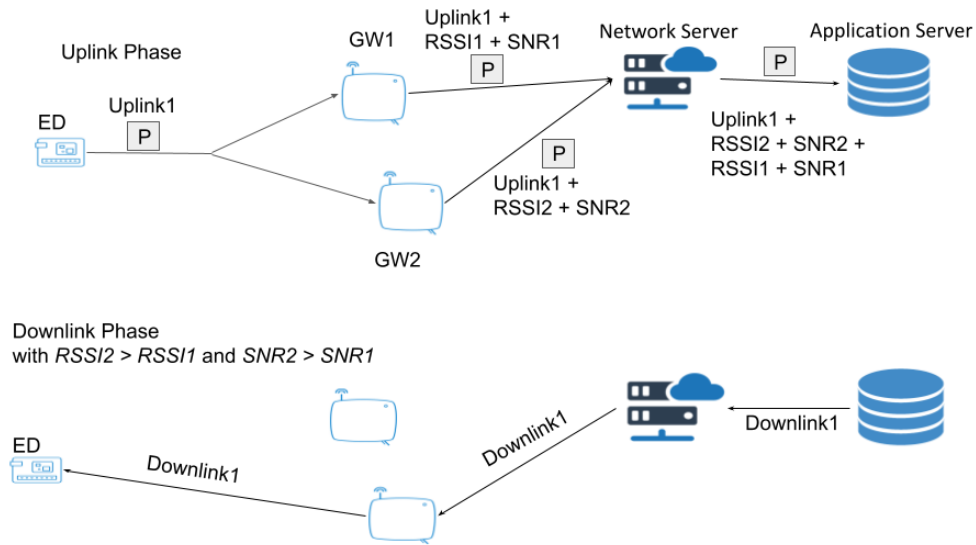 Uplink Phase
ED
Uplink1
P
GW1
Uplink1 +
RSSI1 + SNR1
P
GW2
P
Uplink1 +
RSSI2 + SNR2
Network Server
P
Application Server
Uplink1 +
RSSI2 + SNR2 +
RSSI1 + SNR1
Downlink Phase
with RSSI2 > RSSI1 and SNR2 > SNR1
ED
Downlink1
Downlink1
Downlink1